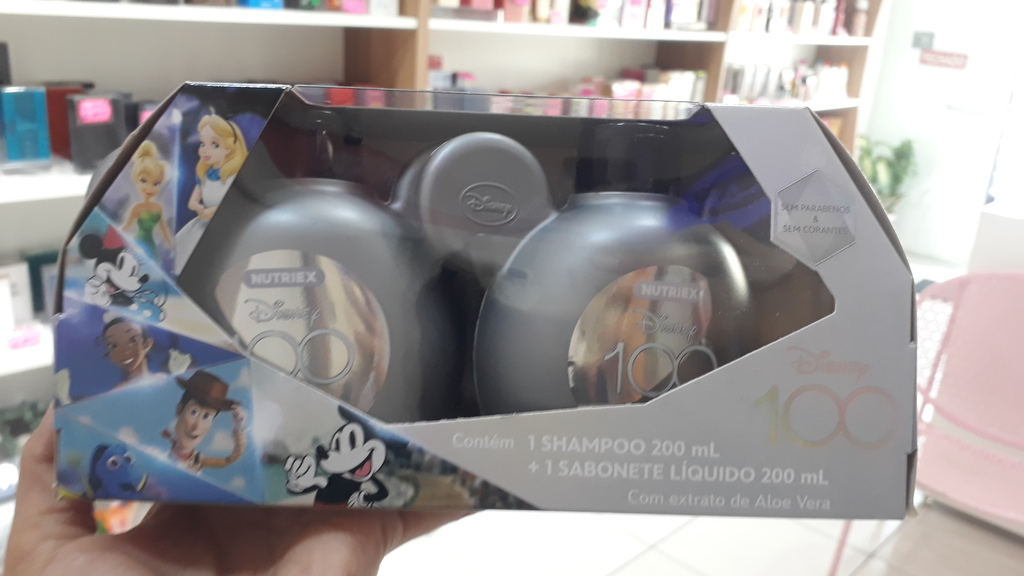 SEM PARABENOS
&
SEM CORANTES
Disney
NUTRIEX
Disney
100
NUTRIEX
Disney
100
Disney
100
Contém 1 SHAMPOO 200 mL
+ 1 SABONETE LÍQUIDO 200 mL
Com extrato de Aloe Vera